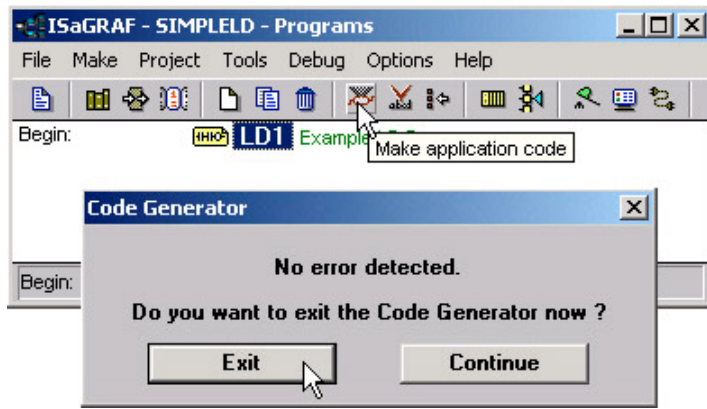 ISaGRAF - SIMPLELD - Programs
File Make Project Tools Debug Options Help
Begin: LD1
Make application code
Code Generator
No error detected.
Begin:
Do you want to exit the Code Generator now ?
Exit Continue